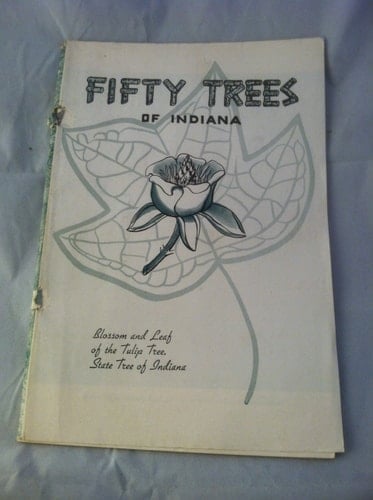 FIFTY TREES
OF INDIANA
Blossom and Leaf
of the Tulip Tree,
State Tree of Indiana